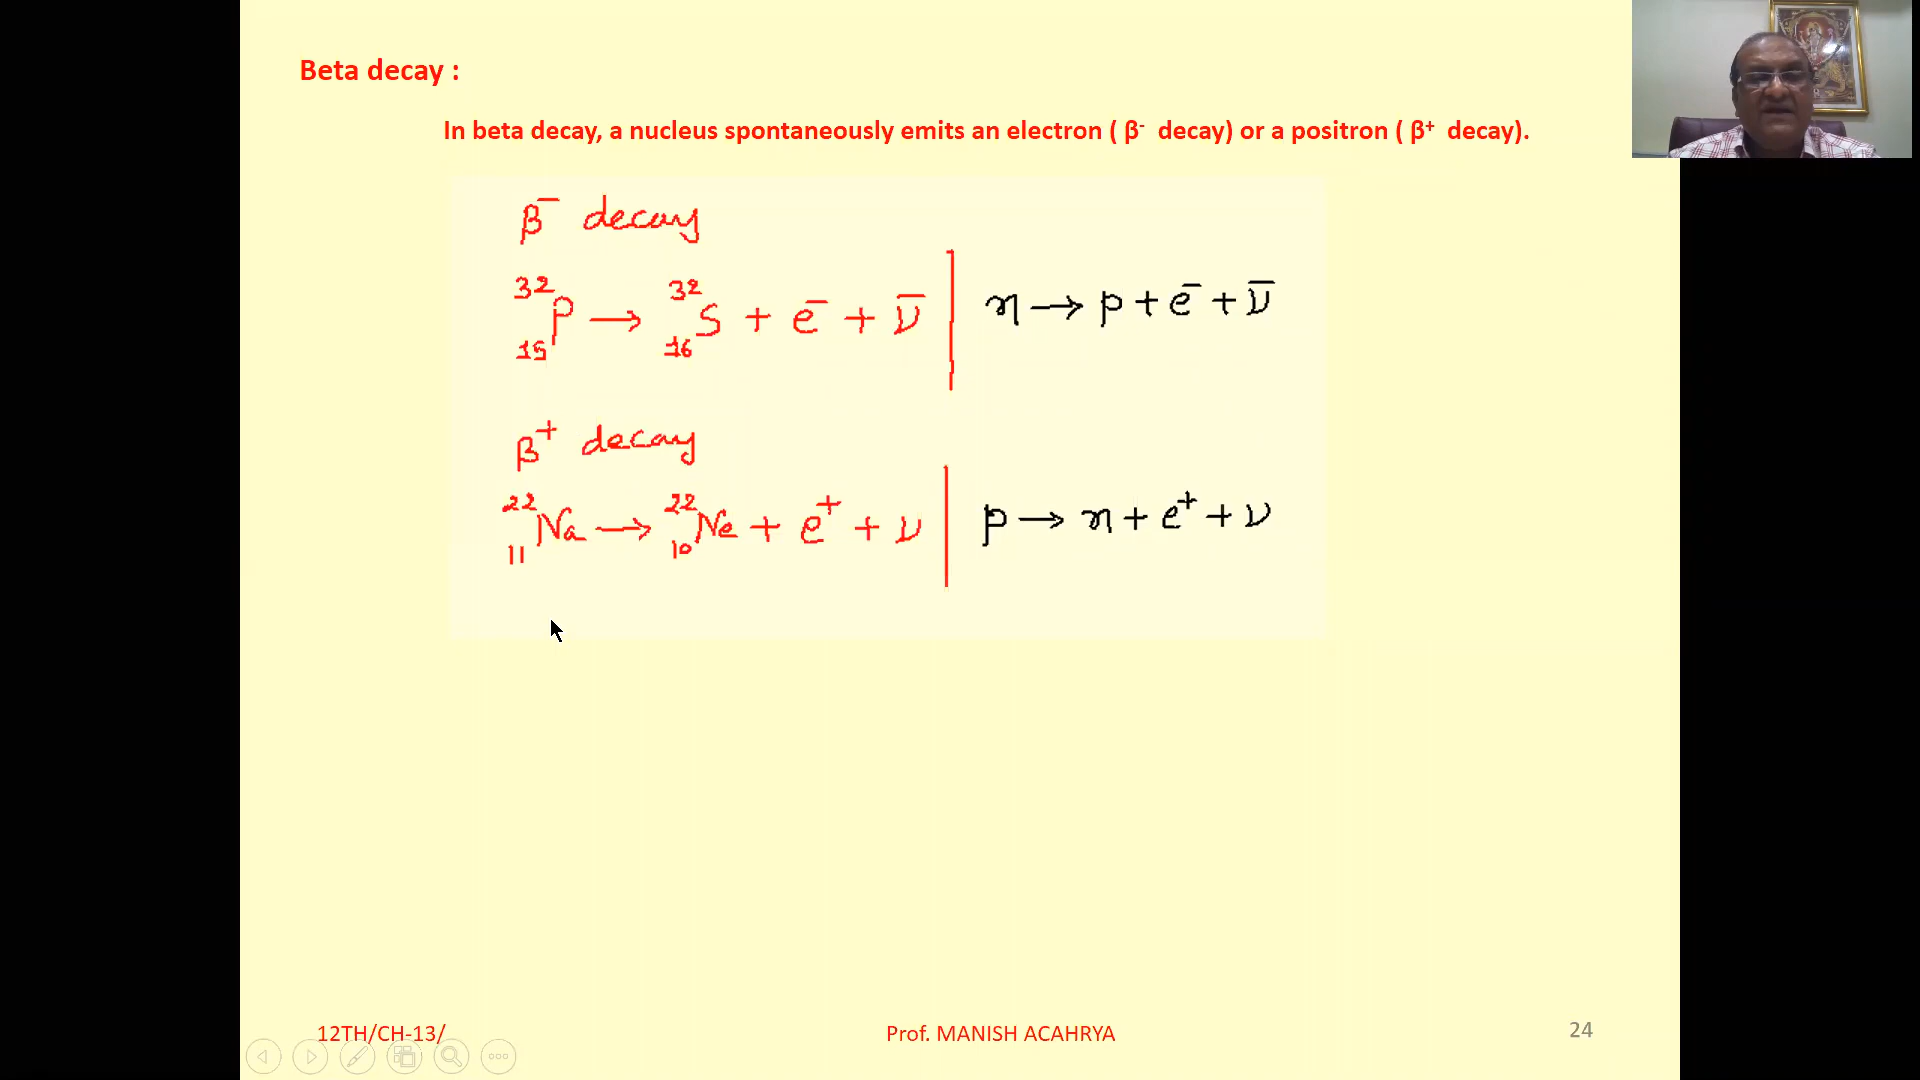 Beta decay :
In beta decay, a nucleus spontaneously emits an electron ( β⁻ decay) or a positron ( β⁺ decay).
β⁻ decay
³²₁₅P → ³²₁₆S + e⁻ + ν̅ | n → p + e⁻ + ν̅
β⁺ decay
²²₁₁Na → ²²₁₀Ne + e⁺ + ν | p → n + e⁺ + ν
12TH/CH-13/ Prof. MANISH ACAHRYA 24